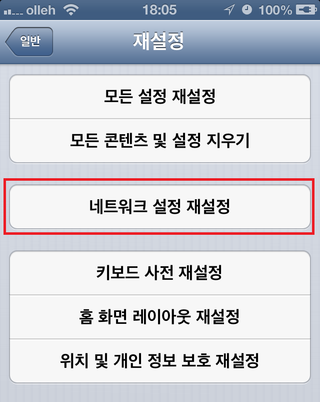 olleh 18:05 100%
일반 재설정
모든 설정 재설정
모든 콘텐츠 및 설정 지우기
네트워크 설정 재설정
키보드 사전 재설정
홈 화면 레이아웃 재설정
위치 및 개인 정보 보호 재설정